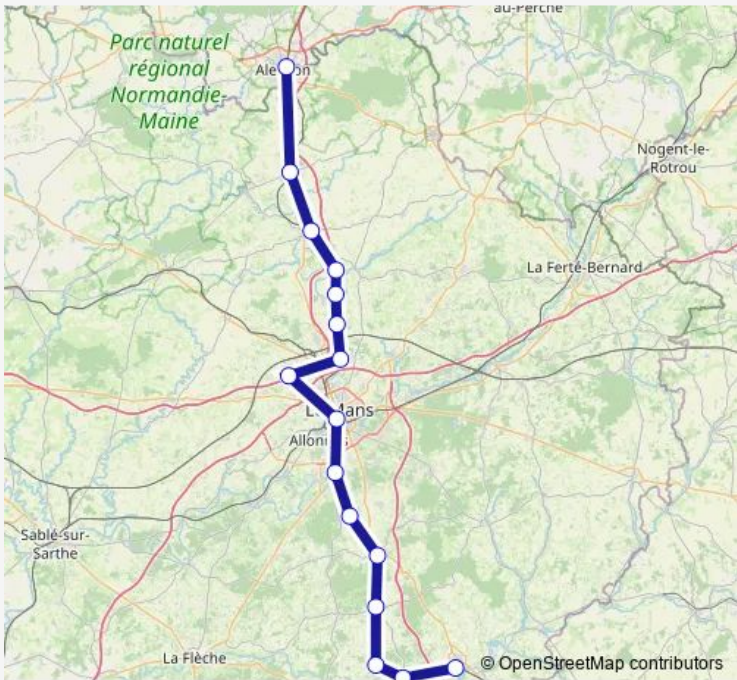 au-Perche
Parc naturel
régional
Normandie-
Maine
Nogent-le-
Rotrou
La Ferté-Bernard
Sablé-sur-
Sarthe
La Flèche
© OpenStreetMap contributors